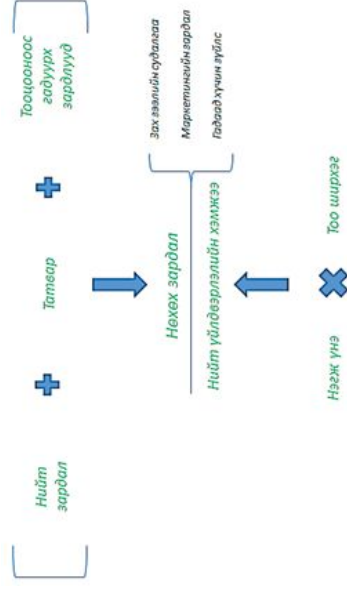 Нийт
зардал
Татвар
Тооцооноос
гадуурх
зардлууд
Нөхөх зардал
Нийт үйлдвэрлэлийн хэмжээ
Зах зээлийн судалгаа
Маркетингийн зардал
Гадаад хүчин зүйлс
Нэгж үнэ
Тоо ширхэг